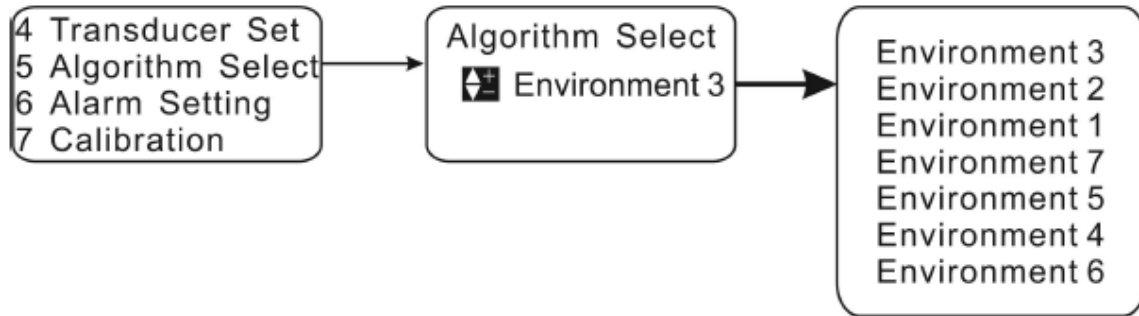 4 Transducer Set
5 Algorithm Select
6 Alarm Setting
7 Calibration
Algorithm Select
+
−
Environment 3
Environment 3
Environment 2
Environment 1
Environment 7
Environment 5
Environment 4
Environment 6